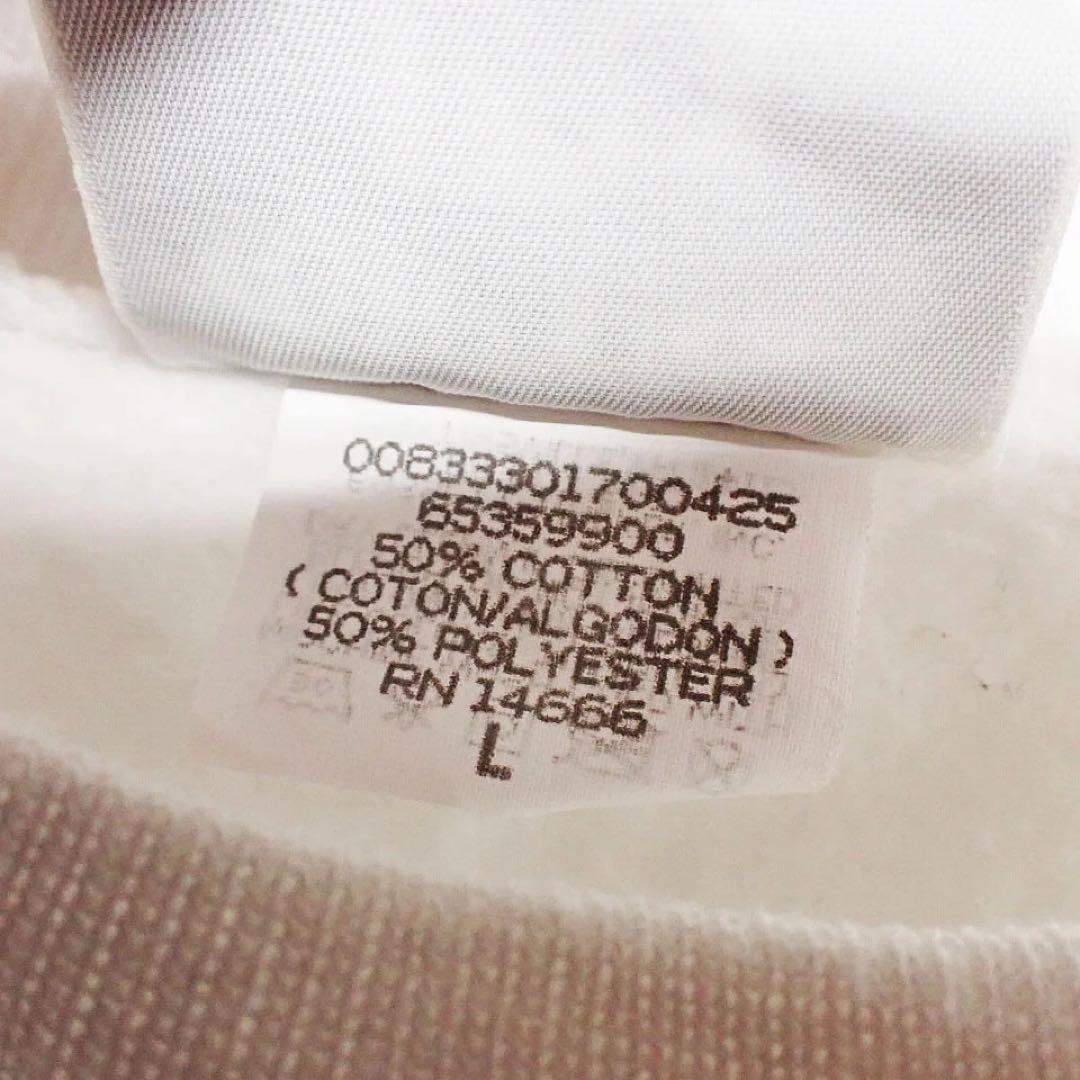 00833301700425
65359900
50% COTTON
(COTON/ALGODON)
50% POLYESTER
RN 14666
L